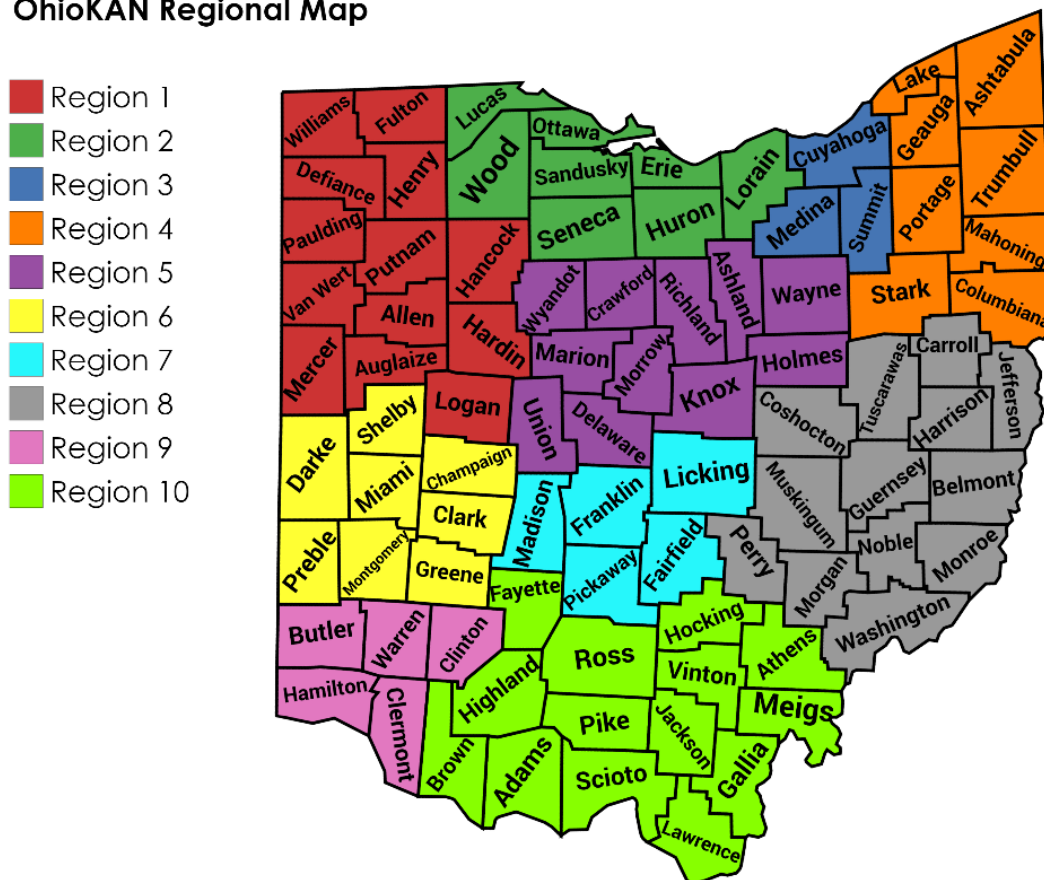 OhioKAN Regional Map
Region 1
Region 2
Region 3
Region 4
Region 5
Region 6
Region 7
Region 8
Region 9
Region 10
Williams
Fulton
Lucas
Ottawa
Wood
Defiance
Henry
Sandusky
Erie
Lorain
Cuyahoga
Lake
Geauga
Ashtabula
Trumbull
Paulding
Putnam
Hancock
Seneca
Huron
Medina
Summit
Portage
Mahoning
Van Wert
Allen
Wyandot
Crawford
Richland
Ashland
Wayne
Stark
Columbiana
Mercer
Auglaize
Hardin
Marion
Morrow
Holmes
Tuscarawas
Carroll
Jefferson
Shelby
Logan
Union
Delaware
Knox
Coshocton
Harrison
Darke
Miami
Champaign
Clark
Madison
Franklin
Licking
Muskingum
Guernsey
Belmont
Preble
Montgomery
Greene
Fayette
Pickaway
Fairfield
Perry
Morgan
Noble
Monroe
Washington
Butler
Warren
Clinton
Ross
Hocking
Athens
Vinton
Hamilton
Clermont
Highland
Pike
Jackson
Meigs
Brown
Adams
Scioto
Gallia
Lawrence